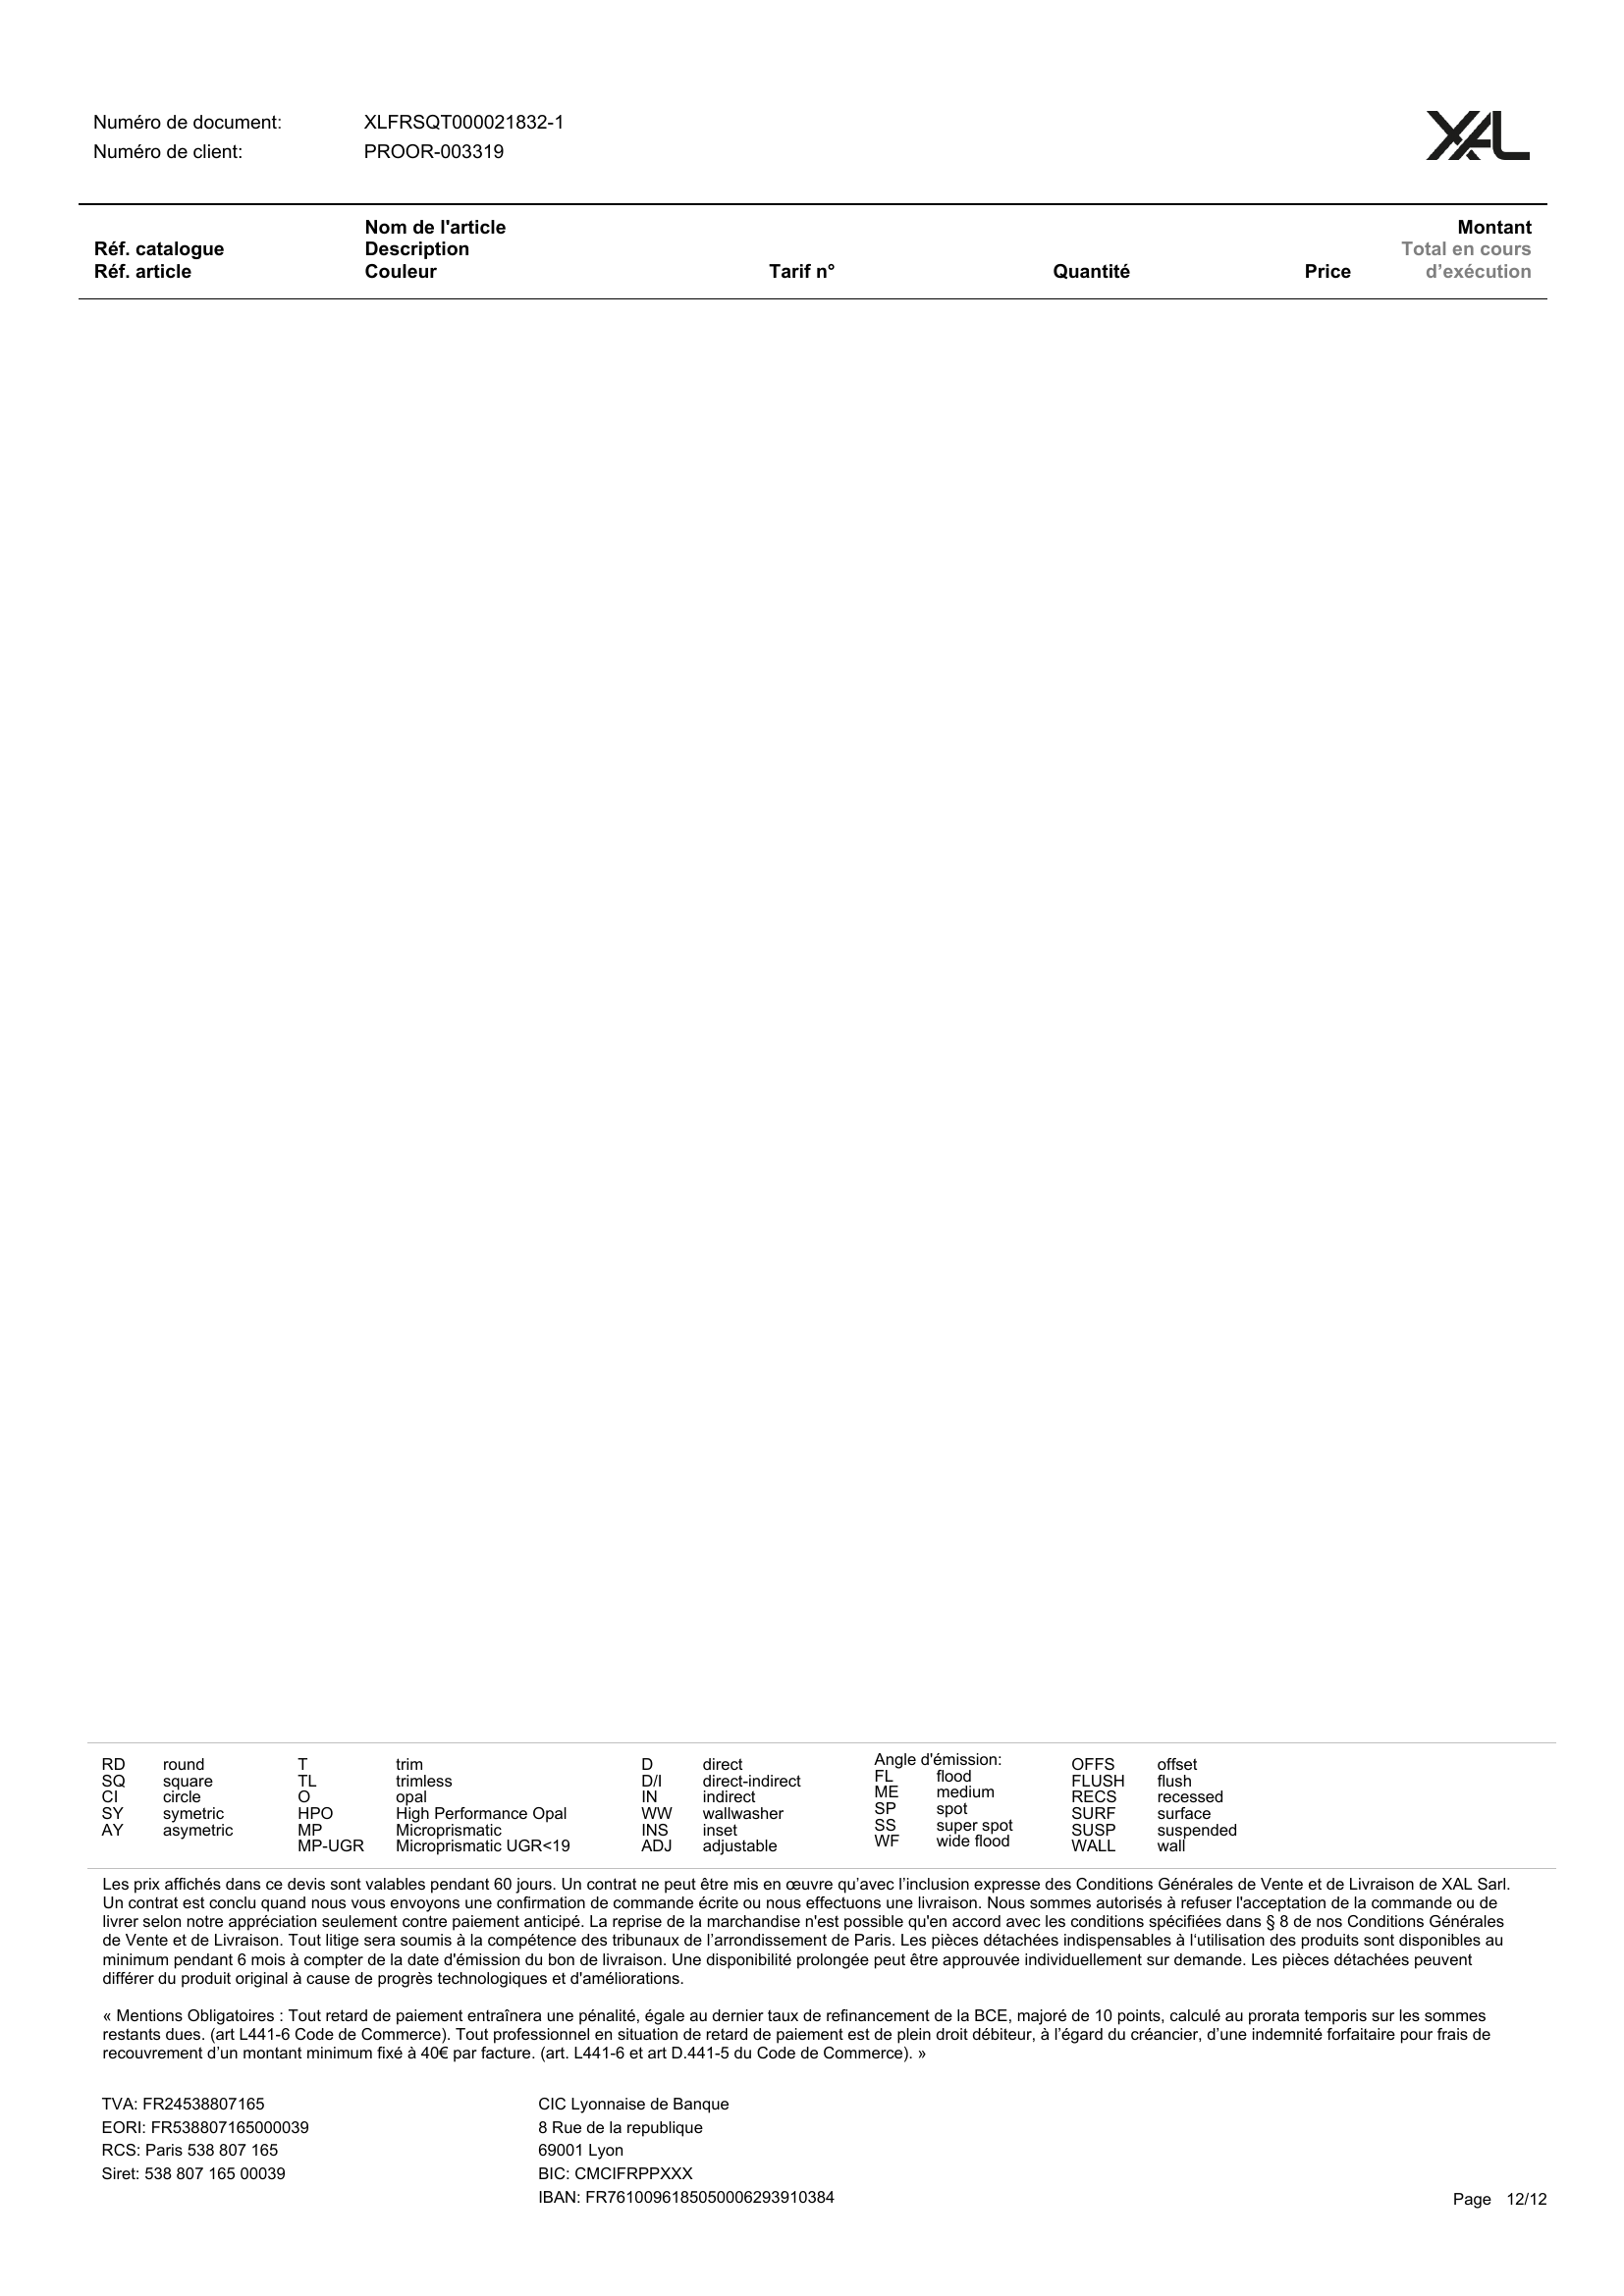 Numéro de document: XLFRSQT000021832-1
Numéro de client: PROOR-003319
XAL
Nom de l'article Montant
Réf. catalogue Description Total en cours
Réf. article Couleur Tarif n° Quantité Price d’exécution
RD round T trim D direct Angle d'émission: OFFS offset
SQ square TL trimless D/I direct-indirect FL flood FLUSH flush
CI circle O opal IN indirect ME medium RECS recessed
SY symetric HPO High Performance Opal WW wallwasher SP spot SURF surface
AY asymetric MP Microprismatic INS inset SS super spot SUSP suspended
MP-UGR Microprismatic UGR<19 ADJ adjustable WF wide flood WALL wall
Les prix affichés dans ce devis sont valables pendant 60 jours. Un contrat ne peut être mis en œuvre qu’avec l’inclusion expresse des Conditions Générales de Vente et de Livraison de XAL Sarl.
Un contrat est conclu quand nous vous envoyons une confirmation de commande écrite ou nous effectuons une livraison. Nous sommes autorisés à refuser l'acceptation de la commande ou de
livrer selon notre appréciation seulement contre paiement anticipé. La reprise de la marchandise n'est possible qu'en accord avec les conditions spécifiées dans § 8 de nos Conditions Générales
de Vente et de Livraison. Tout litige sera soumis à la compétence des tribunaux de l’arrondissement de Paris. Les pièces détachées indispensables à l‘utilisation des produits sont disponibles au
minimum pendant 6 mois à compter de la date d'émission du bon de livraison. Une disponibilité prolongée peut être approuvée individuellement sur demande. Les pièces détachées peuvent
différer du produit original à cause de progrès technologiques et d'améliorations.
« Mentions Obligatoires : Tout retard de paiement entraînera une pénalité, égale au dernier taux de refinancement de la BCE, majoré de 10 points, calculé au prorata temporis sur les sommes
restants dues. (art L441-6 Code de Commerce). Tout professionnel en situation de retard de paiement est de plein droit débiteur, à l’égard du créancier, d’une indemnité forfaitaire pour frais de
recouvrement d’un montant minimum fixé à 40€ par facture. (art. L441-6 et art D.441-5 du Code de Commerce). »
TVA: FR24538807165 CIC Lyonnaise de Banque
EORI: FR538807165000039 8 Rue de la republique
RCS: Paris 538 807 165 69001 Lyon
Siret: 538 807 165 00039 BIC: CMCIFRPPXXX
IBAN: FR7610096185050006293910384 Page 12/12